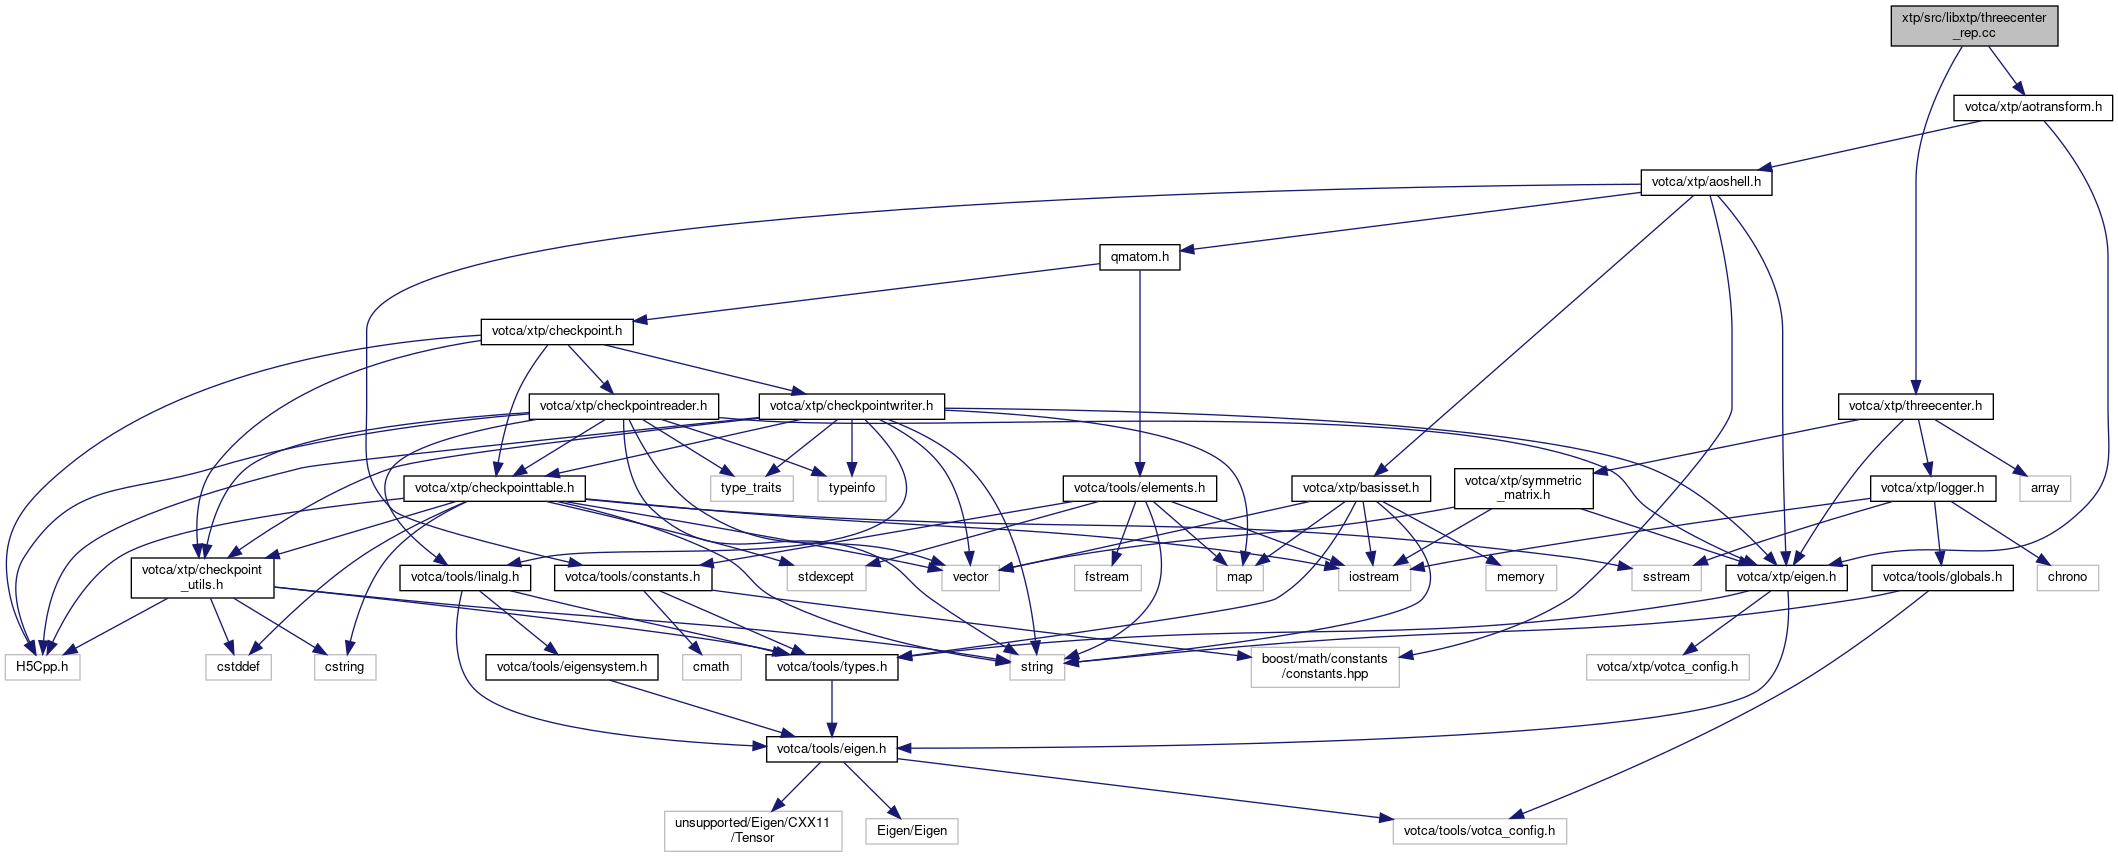 xtp/src/libxtp/threecenter
_rep.cc
votca/xtp/aotransform.h
votca/xtp/aoshell.h
qmatom.h
votca/xtp/checkpoint.h
votca/xtp/checkpointreader.h
votca/xtp/checkpointwriter.h
votca/xtp/threecenter.h
votca/xtp/checkpointtable.h
type_traits
typeinfo
votca/tools/elements.h
votca/xtp/basisset.h
votca/xtp/symmetric
_matrix.h
votca/xtp/logger.h
array
votca/xtp/checkpoint
_utils.h
votca/tools/linalg.h
votca/tools/constants.h
stdexcept
vector
fstream
map
iostream
memory
sstream
votca/xtp/eigen.h
votca/tools/globals.h
chrono
H5Cpp.h
cstddef
cstring
votca/tools/eigensystem.h
cmath
votca/tools/types.h
string
boost/math/constants
/constants.hpp
votca/xtp/votca_config.h
votca/tools/eigen.h
unsupported/Eigen/CXX11
/Tensor
Eigen/Eigen
votca/tools/votca_config.h